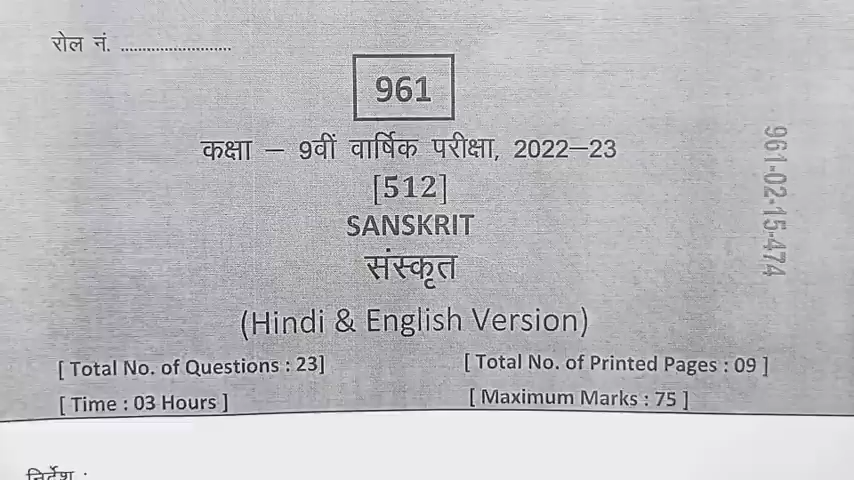 रोल नं. ..........................
961
कक्षा – 9वीं वार्षिक परीक्षा, 2022–23
[512]
SANSKRIT
संस्कृत
(Hindi & English Version)
[ Total No. of Questions : 23]
[ Total No. of Printed Pages : 09 ]
[ Time : 03 Hours ]
[ Maximum Marks : 75 ]
961-02-15-474
निर्देश :